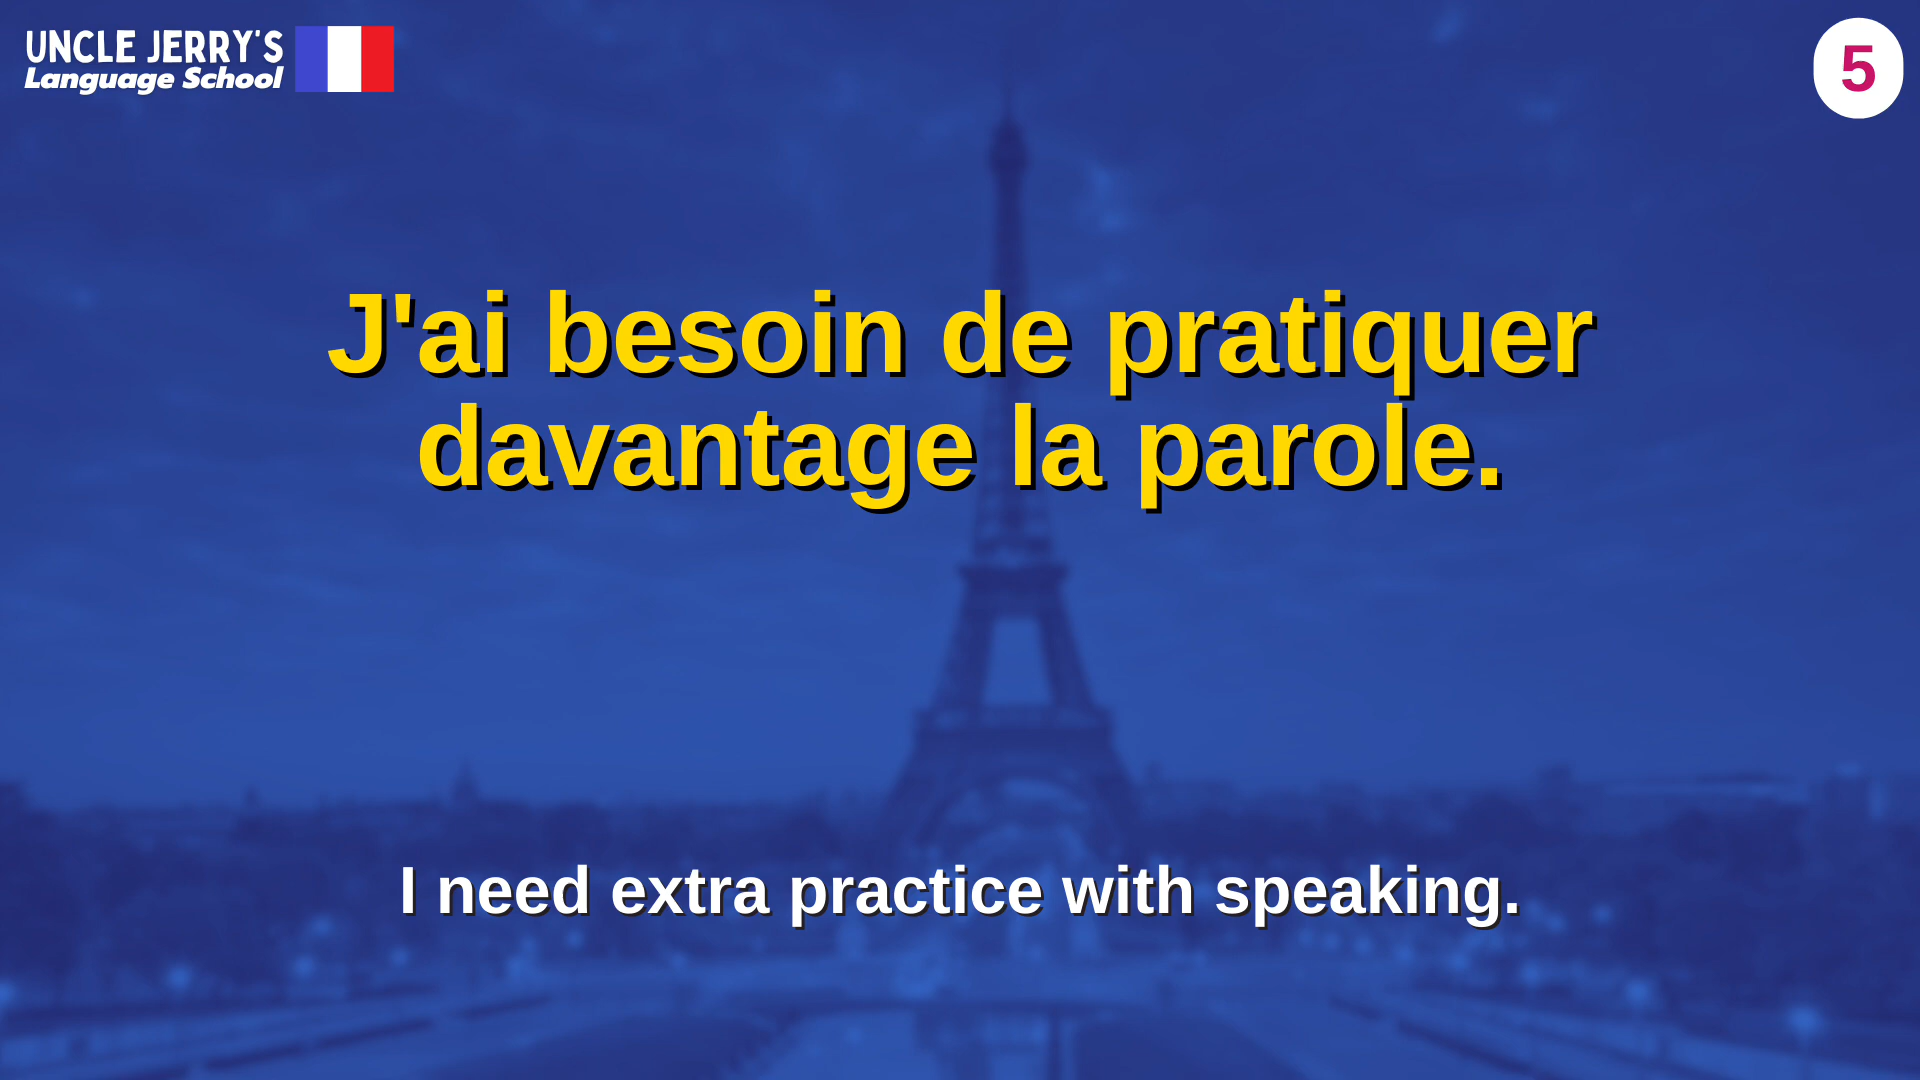 UNCLE JERRY'S
Language School
5
J'ai besoin de pratiquer
davantage la parole.
I need extra practice with speaking.